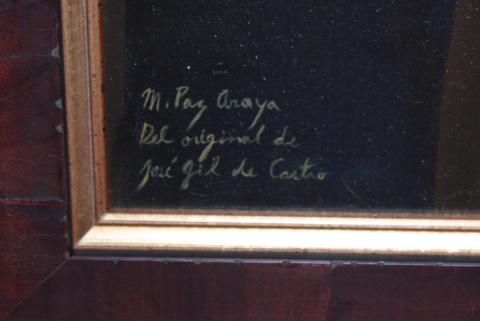 M. Paz Araya
Del original de
José Gil de Castro